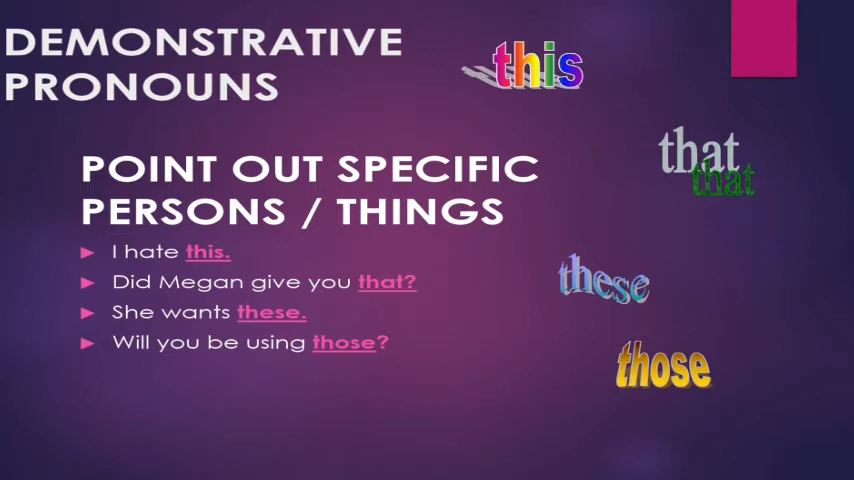 DEMONSTRATIVE
PRONOUNS
this
that
that
POINT OUT SPECIFIC
PERSONS / THINGS
I hate this.
Did Megan give you that?
She wants these.
Will you be using those?
these
those